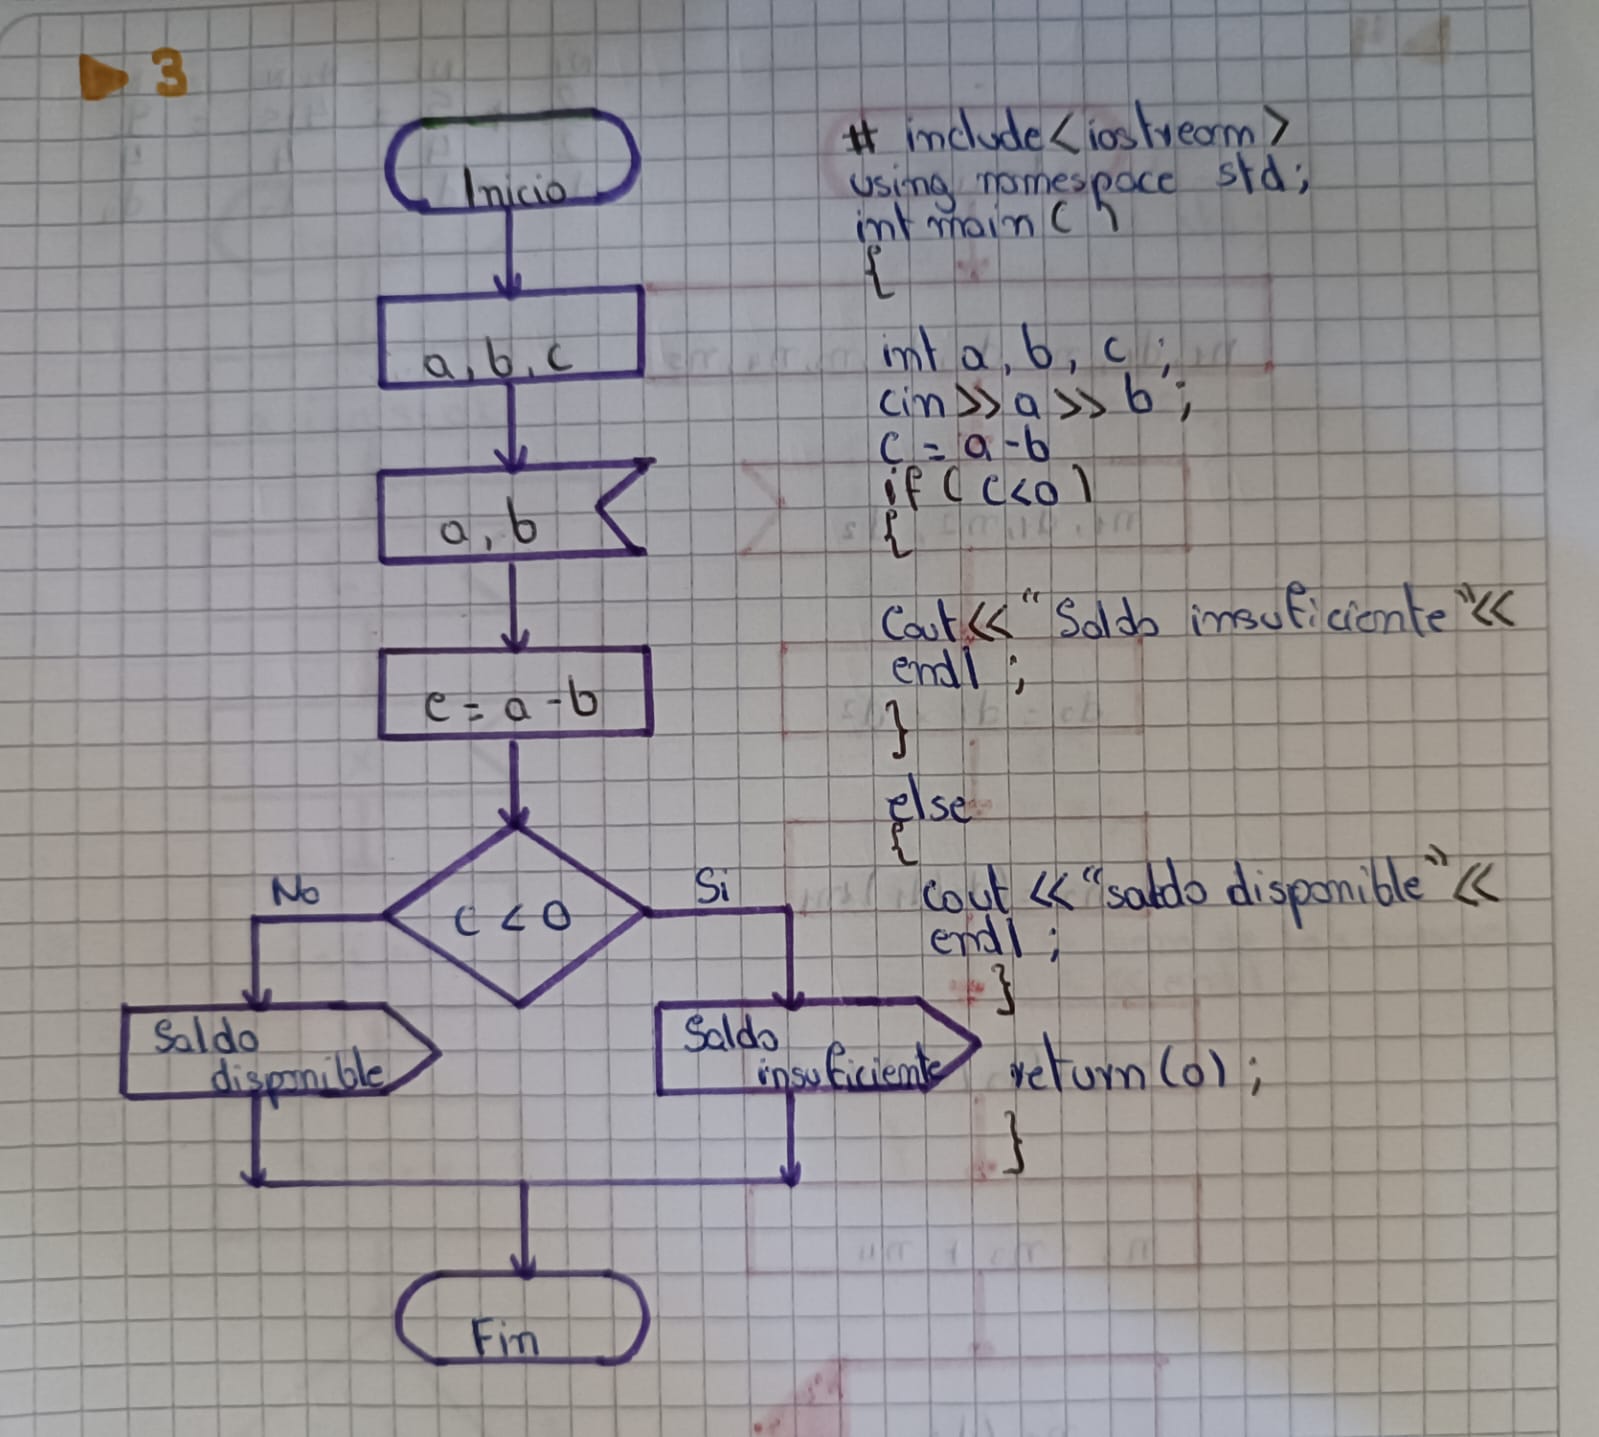 3
Inicio
a, b, c
a, b
c = a - b
c < 0
No
Si
Saldo
disponible
Saldo
insuficiente
Fin
# include<iostream>
using namespace std;
int main ( )
{
int a, b, c ;
cin >> a >> b ;
c = a - b
if ( c<0 )
{
Cout << "Saldo insuficiente" <<
endl ;
}
else
{
cout << "saldo disponible" <<
endl ;
}
return (0) ;
}